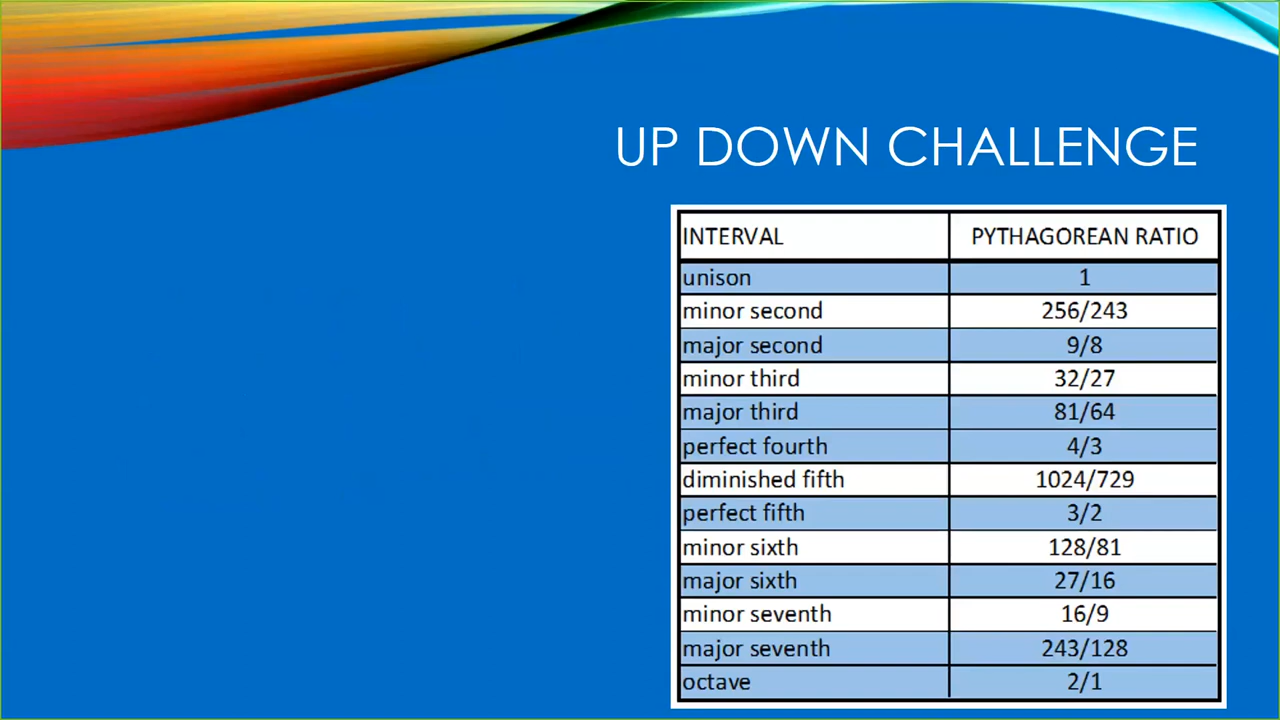 UP DOWN CHALLENGE
INTERVAL PYTHAGOREAN RATIO
unison 1
minor second 256/243
major second 9/8
minor third 32/27
major third 81/64
perfect fourth 4/3
diminished fifth 1024/729
perfect fifth 3/2
minor sixth 128/81
major sixth 27/16
minor seventh 16/9
major seventh 243/128
octave 2/1